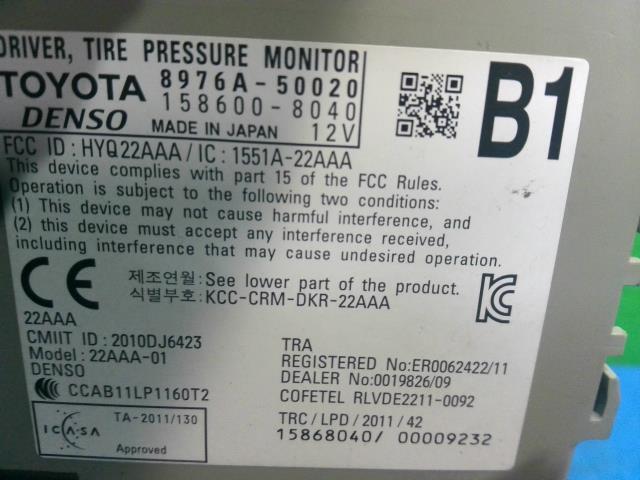 DRIVER, TIRE PRESSURE MONITOR
TOYOTA 8976A-50020
DENSO 158600-8040
MADE IN JAPAN 12V
B1
FCC ID : HYQ22AAA / IC : 1551A-22AAA
This device complies with part 15 of the FCC Rules.
Operation is subject to the following two conditions:
(1) This device may not cause harmful interference, and
(2) this device must accept any interference received,
including interference that may cause undesired operation.
CE
제조연월: See lower part of the product.
식별부호: KCC-CRM-DKR-22AAA
22AAA
CMIIT ID : 2010DJ6423
Model : 22AAA-01
DENSO
CCAB11LP1160T2
TRA
REGISTERED No:ER0062422/11
DEALER No:0019826/09
COFETEL RLVDE2211-0092
TA-2011/130
ICASA
TRC / LPD / 2011 / 42
15868040/ 00009232